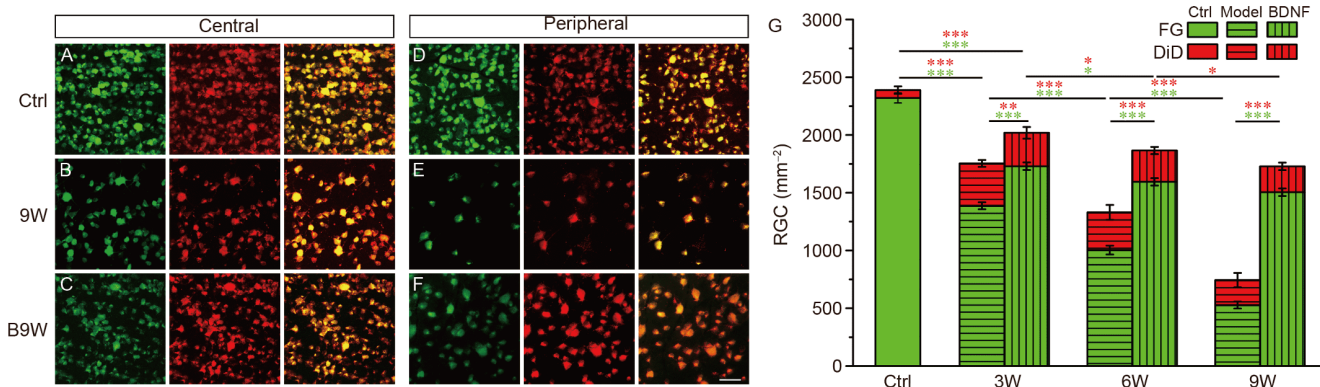 Central
Peripheral
Ctrl
9W
B9W
A
B
C
D
E
F
G
Ctrl Model BDNF
FG
DiD
RGC (mm⁻²)
3000
2500
2000
1500
1000
500
0
***
***
***
***
*
*
*
***
***
***
***
**
***
***
***
***
***
Ctrl
3W
6W
9W